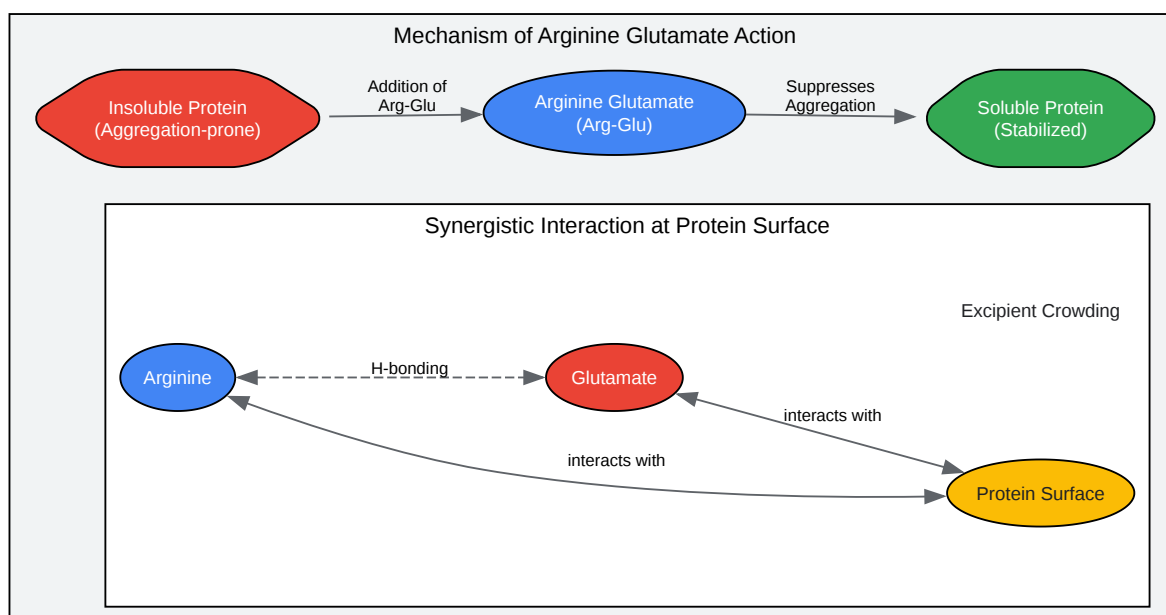 Mechanism of Arginine Glutamate Action
Insoluble Protein
(Aggregation-prone)
Addition of
Arg-Glu
Arginine Glutamate
(Arg-Glu)
Suppresses
Aggregation
Soluble Protein
(Stabilized)
Synergistic Interaction at Protein Surface
Excipient Crowding
Arginine
H-bonding
Glutamate
interacts with
interacts with
Protein Surface